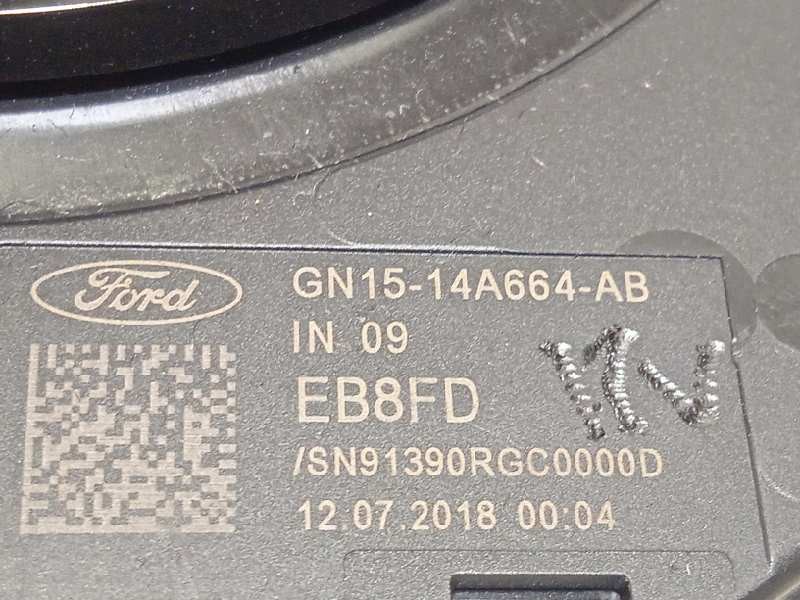 Ford
GN15-14A664-AB
IN 09
EB8FD
/SN91390RGC0000D
12.07.2018 00:04